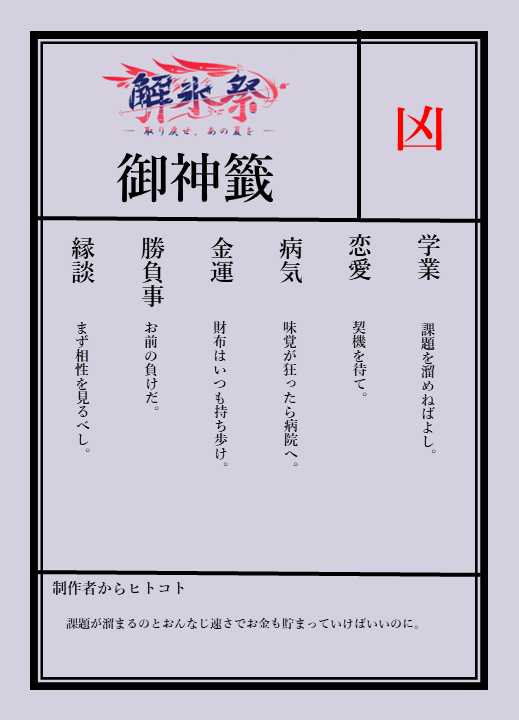 解氷祭
取り戻せ、あの夏を
御神籤
凶
学業
課題を溜めねばよし。
恋愛
契機を待て。
病気
味覚が狂ったら病院へ。
金運
財布はいつも持ち歩け。
勝負事
お前の負けだ。
縁談
まず相性を見るべし。
制作者からヒトコト
課題が溜まるのとおんなじ速さでお金も貯まっていけばいいのに。